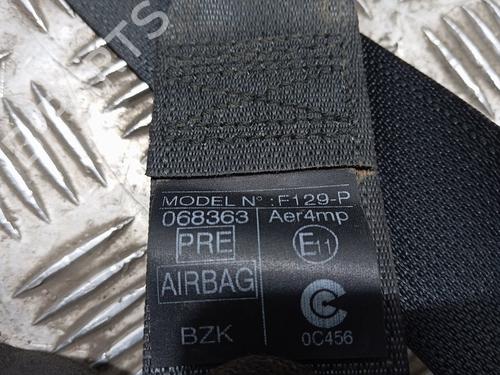 MODEL N° : F129-P
068363 Aer4mp
PRE
AIRBAG
E11
BZK
C
0C456